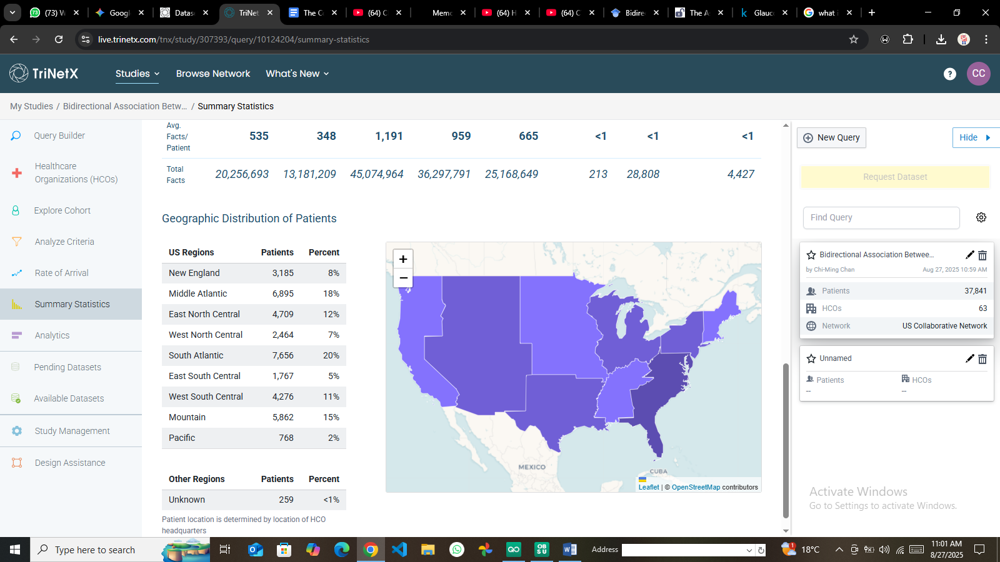 (73) W
Googl
Datas
TriNet
The C
(64) C
Memo
(64) H
(64) C
Bidire
The A
Glauc
what i
live.trinetx.com/tnx/study/307393/query/10124204/summary-statistics
TriNetX
Studies
Browse Network
What's New
?
CC
My Studies / Bidirectional Association Betw... / Summary Statistics
Query Builder
Healthcare
Organizations (HCOs)
Explore Cohort
Analyze Criteria
Rate of Arrival
Summary Statistics
Analytics
Pending Datasets
Available Datasets
Study Management
Design Assistance
Avg.
Facts/
Patient
535 348 1,191 959 665 <1 <1 <1
Total
Facts
20,256,693 13,181,209 45,074,964 36,297,791 25,168,649 213 28,808 4,427
Geographic Distribution of Patients
US Regions Patients Percent
New England 3,185 8%
Middle Atlantic 6,895 18%
East North Central 4,709 12%
West North Central 2,464 7%
South Atlantic 7,656 20%
East South Central 1,767 5%
West South Central 4,276 11%
Mountain 5,862 15%
Pacific 768 2%
Other Regions Patients Percent
Unknown 259 <1%
Patient location is determined by location of HCO
headquarters
+
−
MEXICO
CUBA
Leaflet | © OpenStreetMap contributors
New Query
Hide
Request Dataset
Find Query
Bidirectional Association Betwee...
by Chi-Ming Chan Aug 27, 2025 10:59 AM
Patients 37,841
HCOs 63
Network US Collaborative Network
Unnamed
Patients HCOs
-- --
Activate Windows
Go to Settings to activate Windows.
Type here to search
Address
18°C
11:01 AM
8/27/2025